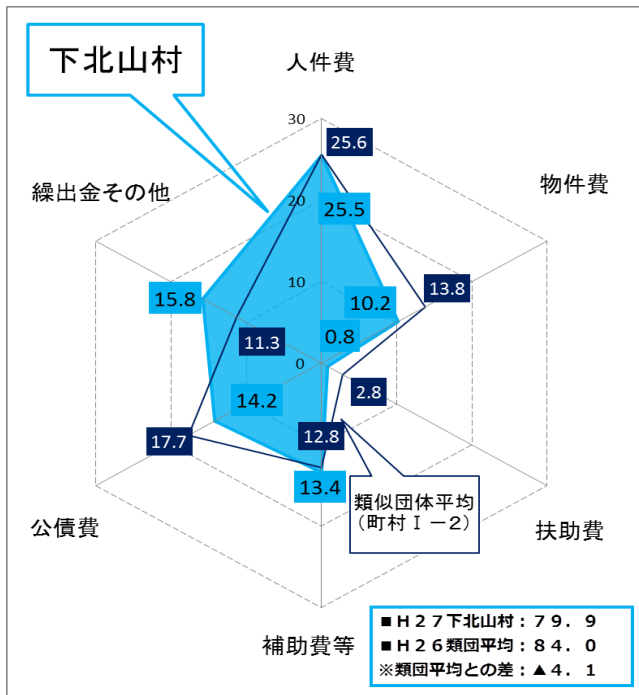 下北山村
人件費
30
25.6
物件費
繰出金その他
20
25.5
15.8
10
10.2
13.8
0.8
11.3
0
2.8
14.2
17.7
12.8
13.4
類似団体平均
(町村Ⅰ－2)
公債費
扶助費
補助費等
■Ｈ２７下北山村：７９．９
■Ｈ２６類団平均：８４．０
※類団平均との差：▲４．１